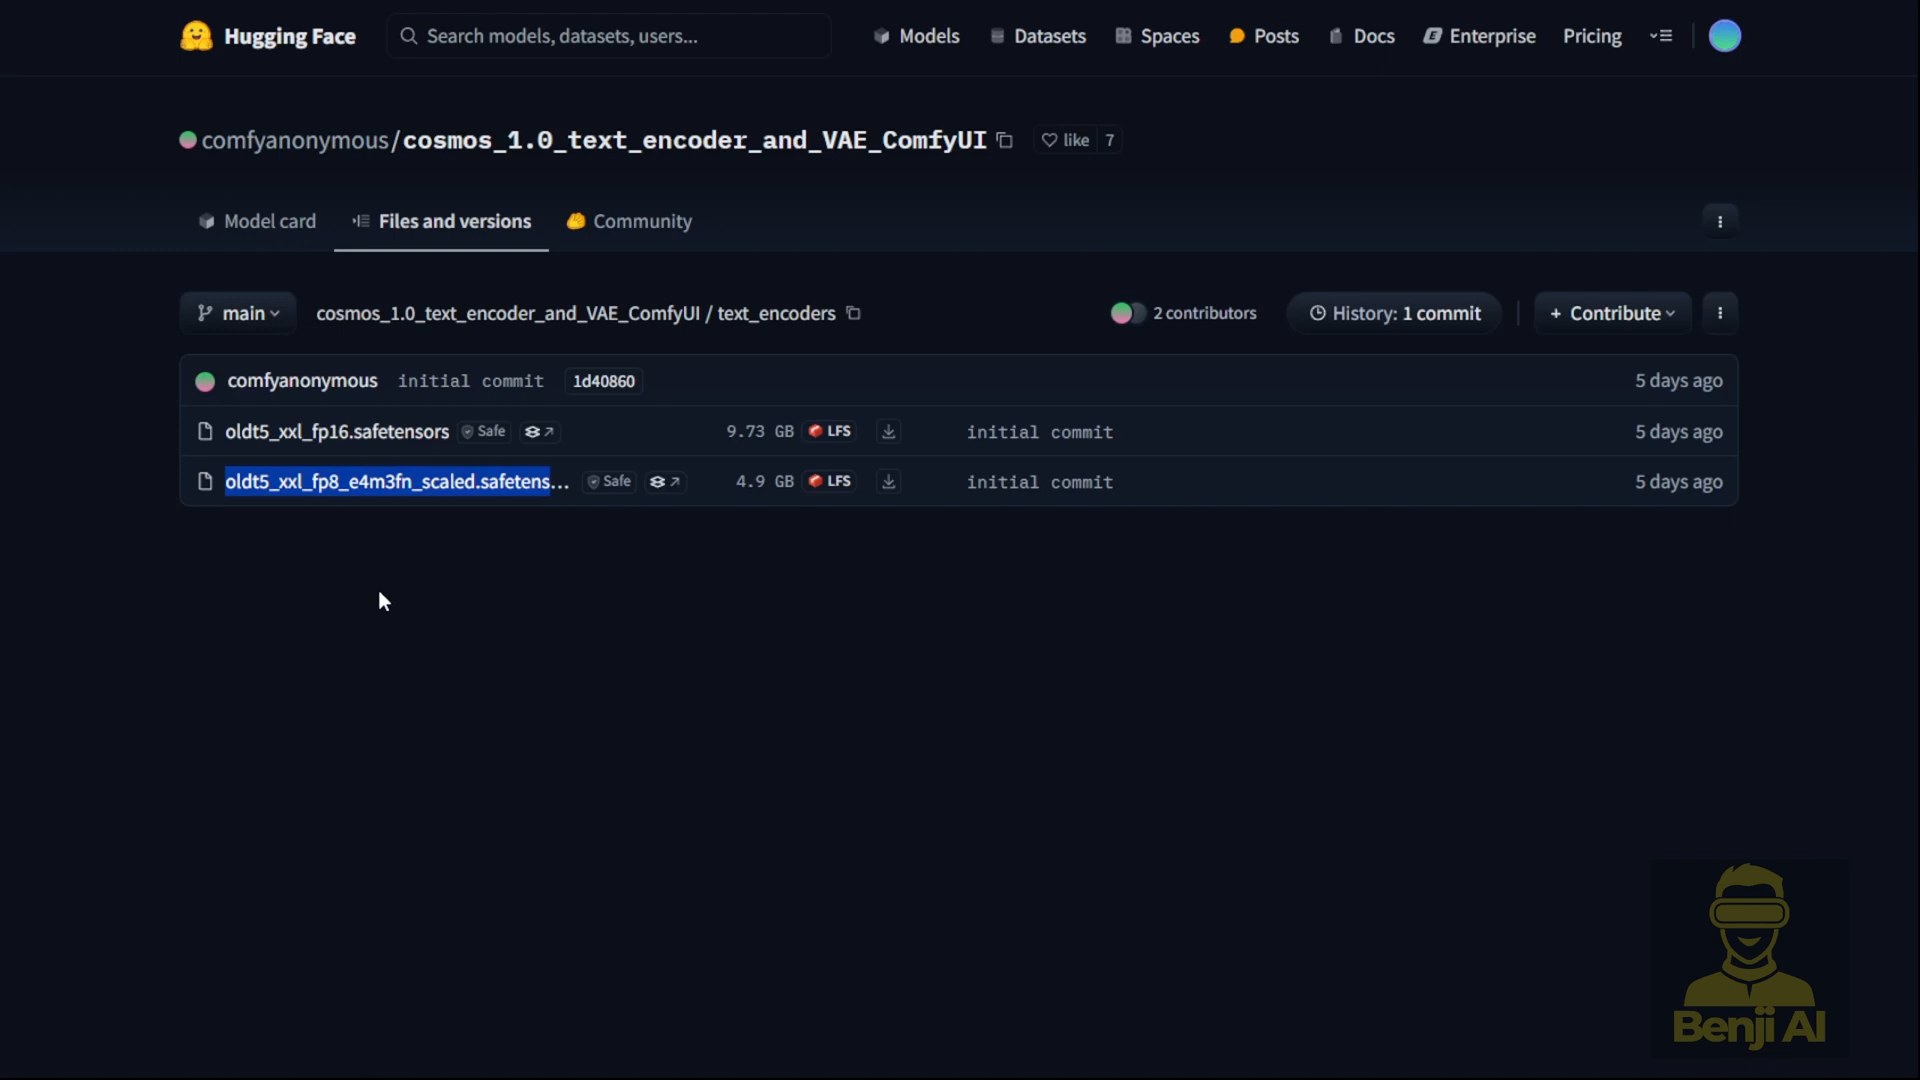 Hugging Face Search models, datasets, users... Models Datasets Spaces Posts Docs Enterprise Pricing
comfyanonymous/cosmos_1.0_text_encoder_and_VAE_ComfyUI like 7
Model card Files and versions Community
main cosmos_1.0_text_encoder_and_VAE_ComfyUI / text_encoders 2 contributors History: 1 commit + Contribute
comfyanonymous initial commit 1d40860 5 days ago
oldt5_xxl_fp16.safetensors Safe 9.73 GB LFS initial commit 5 days ago
oldt5_xxl_fp8_e4m3fn_scaled.safetens... Safe 4.9 GB LFS initial commit 5 days ago
Benji AI